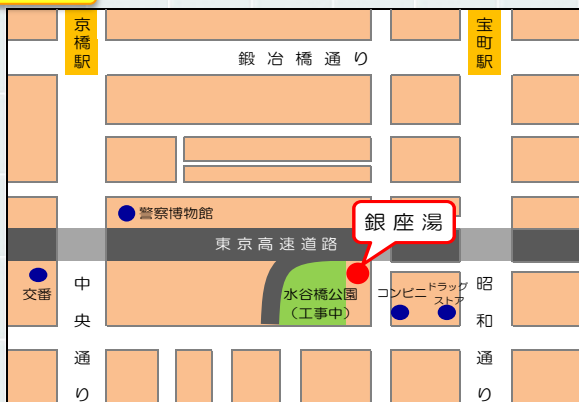 京橋駅
宝町駅
鍛冶橋通り
警察博物館
銀座湯
東京高速道路
交番
中央通り
水谷橋公園
（工事中）
コンビニ
ドラッグ
ストア
昭和通り